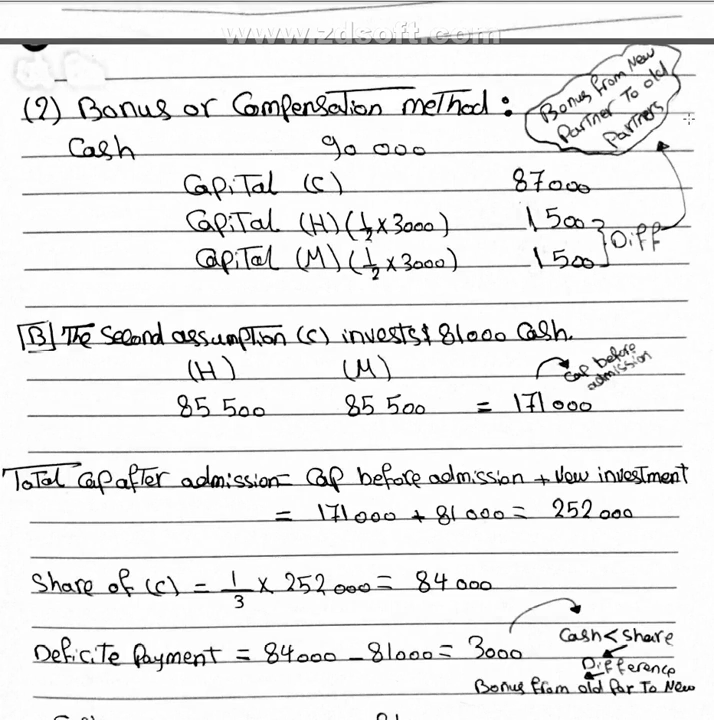 www.zdsoft.com
(2) Bonus or Compensation method:
Bonus from New
Partner To old
Partners
Cash 90 000
Capital (C) 87000
Capital (H) (1/2 x 3000) 1 500
Capital (M) (1/2 x 3000) 1 500
Diff
[B] The Second assumption (C) invests $ 81000 Cash.
(H) (M)
Cap before
admission
85 500 85 500 = 171 000
Total Cap after admission = Cap before admission + New investment
= 171 000 + 81 000 = 252 000
Share of (C) = 1/3 x 252 000 = 84 000
Deficite Payment = 84000 - 81000 = 3000
Cash < share
Difference
Bonus from old Par To New